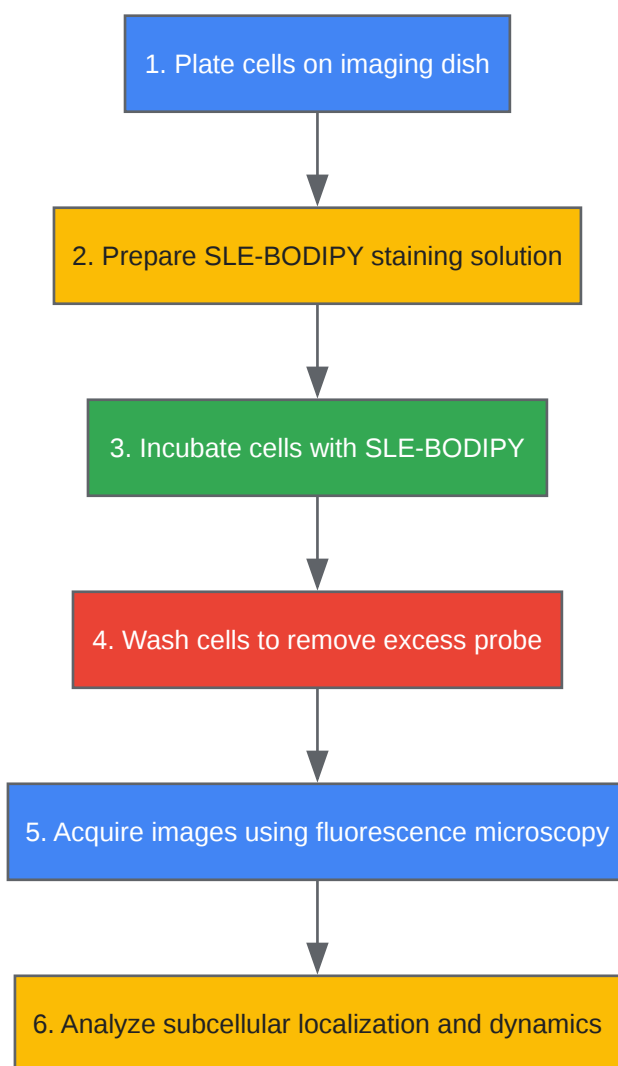 1. Plate cells on imaging dish
2. Prepare SLE-BODIPY staining solution
3. Incubate cells with SLE-BODIPY
4. Wash cells to remove excess probe
5. Acquire images using fluorescence microscopy
6. Analyze subcellular localization and dynamics